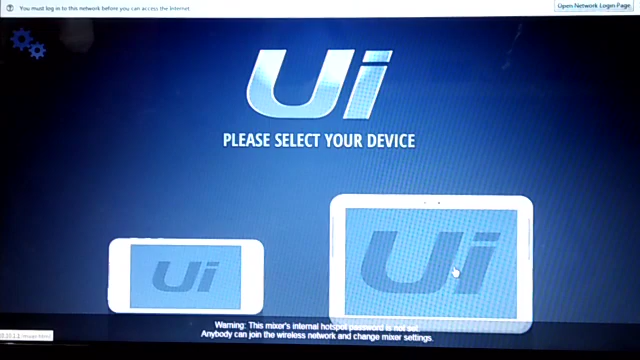 You must log in to this network before you can access the Internet.
Open Network Login Page
Ui
PLEASE SELECT YOUR DEVICE
Ui
Ui
Warning: This mixer's internal hotspot password is not set.
Anybody can join the wireless network and change mixer settings.